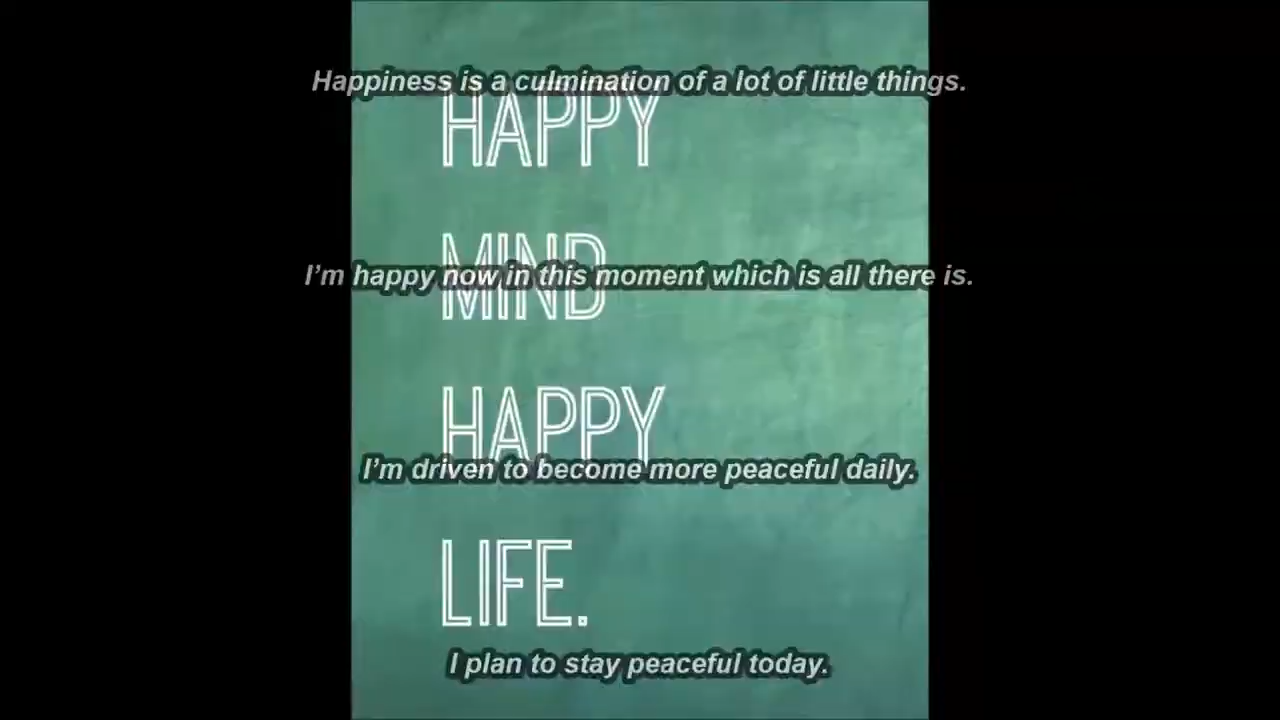 Happiness is a culmination of a lot of little things.
HAPPY
MIND
I’m happy now in this moment which is all there is.
HAPPY
I’m driven to become more peaceful daily.
LIFE.
I plan to stay peaceful today.